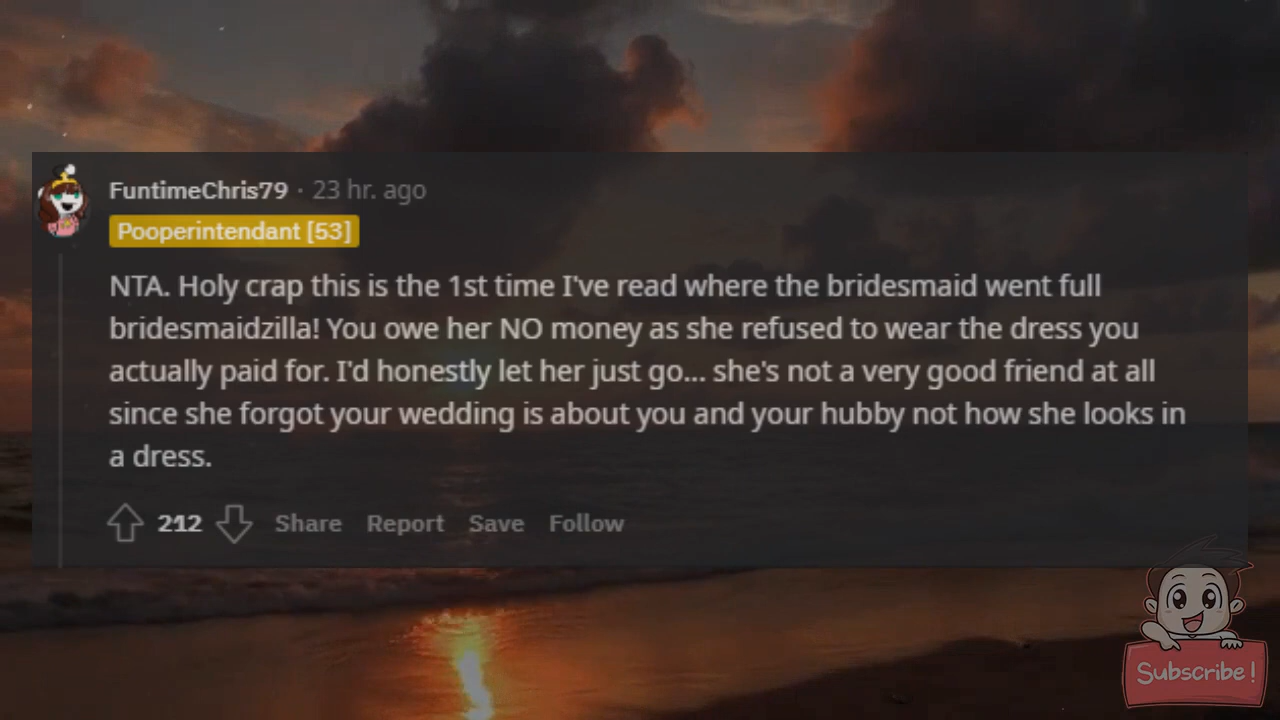 FuntimeChris79 · 23 hr. ago
Pooperintendant [53]
NTA. Holy crap this is the 1st time I've read where the bridesmaid went full
bridesmaidzilla! You owe her NO money as she refused to wear the dress you
actually paid for. I'd honestly let her just go... she's not a very good friend at all
since she forgot your wedding is about you and your hubby not how she looks in
a dress.
212 Share Report Save Follow
Subscribe!